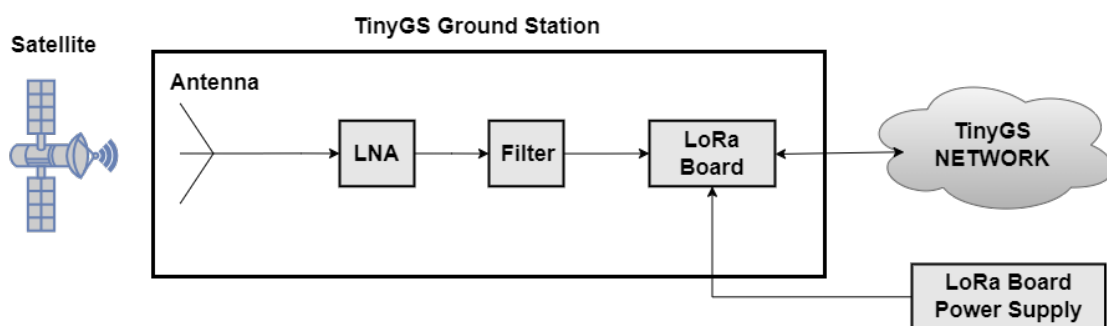 TinyGS Ground Station
Satellite
Antenna
LNA
Filter
LoRa
Board
TinyGS
NETWORK
LoRa Board
Power Supply